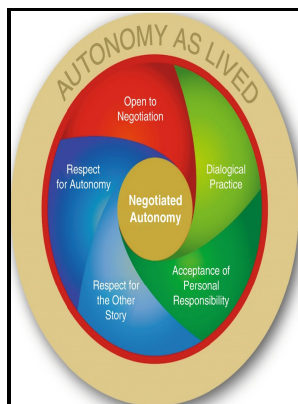 AUTONOMY AS LIVED
Open to
Negotiation
Dialogical
Practice
Respect
for Autonomy
Negotiated
Autonomy
Acceptance of
Personal
Responsibility
Respect for
the Other
Story